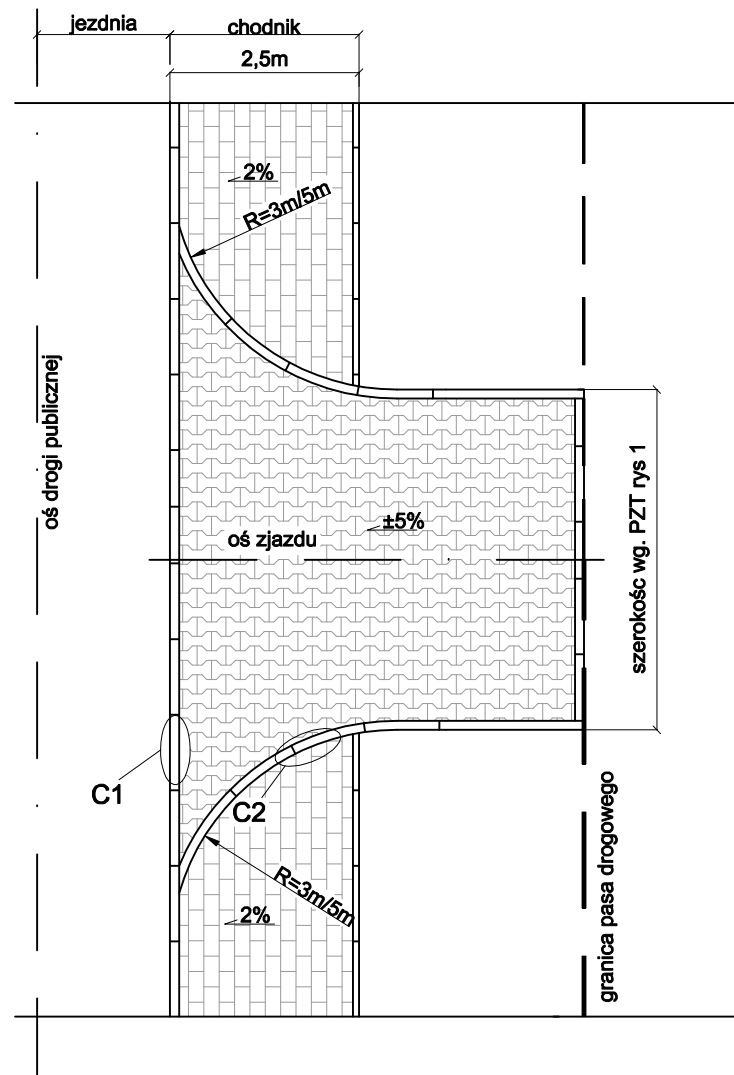 jezdnia
chodnik
2,5m
2%
R=3m/5m
oś drogi publicznej
±5%
oś zjazdu
szerokośc wg. PZT rys 1
C1
C2
R=3m/5m
2%
granica pasa drogowego